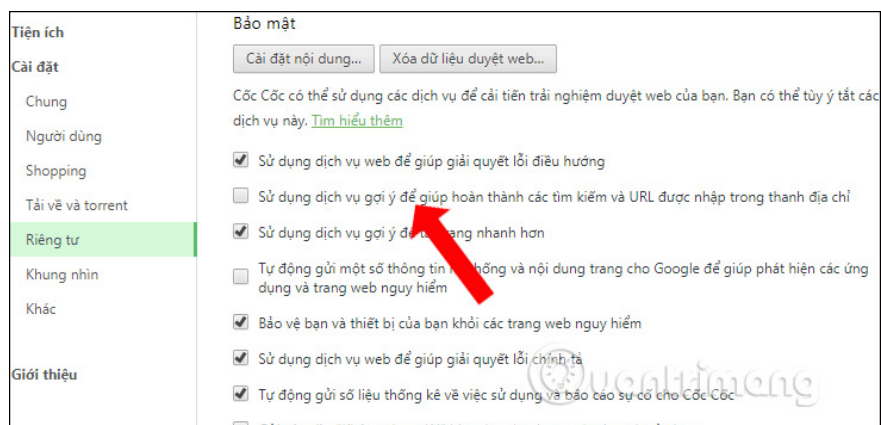 Tiện ích
Cài đặt
Chung
Người dùng
Shopping
Tải về và torrent
Riêng tư
Khung nhìn
Khác
Giới thiệu
Bảo mật
Cài đặt nội dung... Xóa dữ liệu duyệt web...
Cốc Cốc có thể sử dụng các dịch vụ để cải tiến trải nghiệm duyệt web của bạn. Bạn có thể tùy ý tắt các
dịch vụ này. Tìm hiểu thêm
Sử dụng dịch vụ web để giúp giải quyết lỗi điều hướng
Sử dụng dịch vụ gợi ý để giúp hoàn thành các tìm kiếm và URL được nhập trong thanh địa chỉ
Sử dụng dịch vụ gợi ý để trang nhanh hơn
Tự động gửi một số thông tin thống và nội dung trang cho Google để giúp phát hiện các ứng
dụng và trang web nguy hiểm
Bảo vệ bạn và thiết bị của bạn khỏi các trang web nguy hiểm
Sử dụng dịch vụ web để giúp giải quyết lỗi chính tả
Tự động gửi số liệu thống kê về việc sử dụng và báo cáo sự cố cho Cốc Cốc
Quantrimang